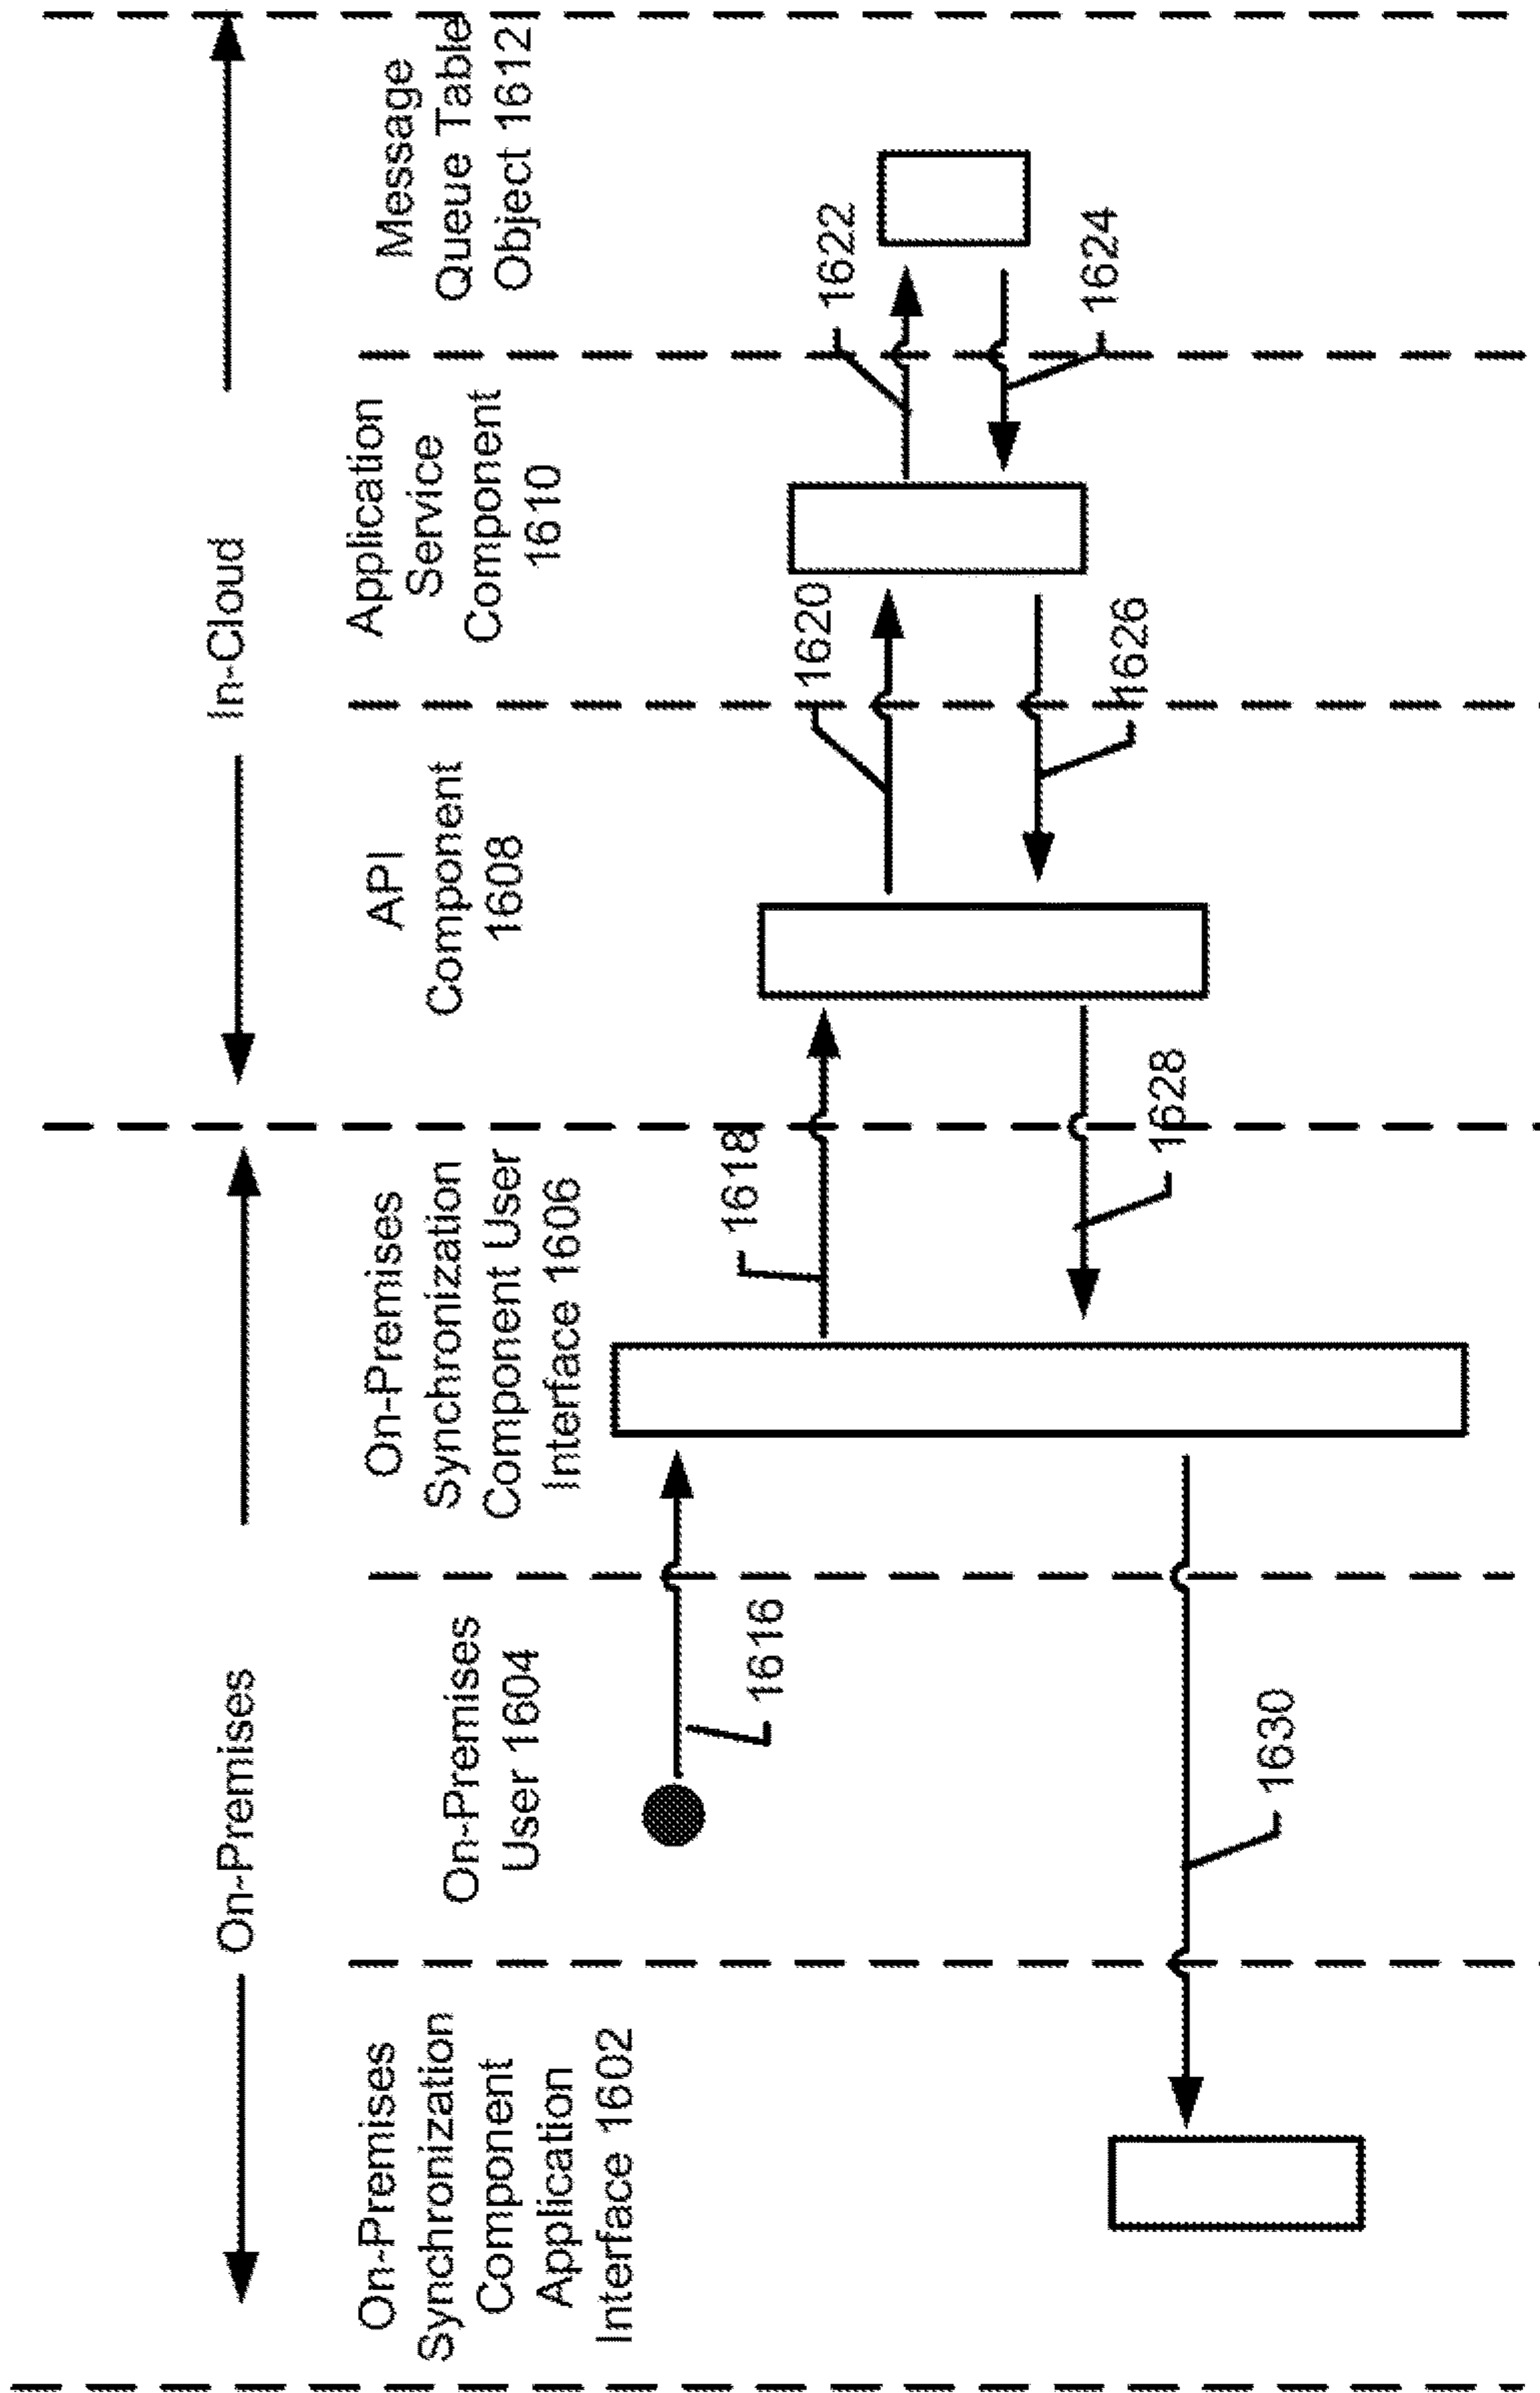 On-Premises
In-Cloud
On-Premises
Synchronization
Component
Application
Interface 1602
On-Premises
User 1604
On-Premises
Synchronization
Component User
Interface 1606
API
Component
1608
Application
Service
Component
1610
Message
Queue Table
Object 1612
1616
1618
1620
1622
1624
1626
1628
1630